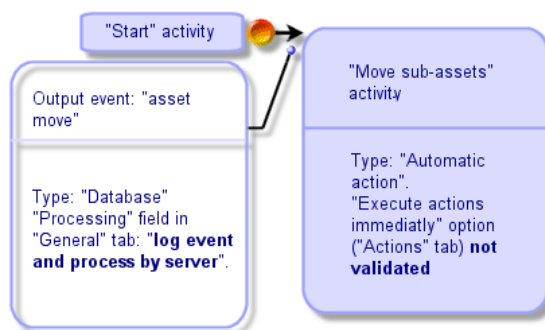 "Start" activity
Output event: "asset
move"
Type: "Database"
"Processing" field in
"General" tab: "log event
and process by server".
"Move sub-assets"
activity
Type: "Automatic
action".
"Execute actions
immediatly" option
("Actions" tab) not
validated